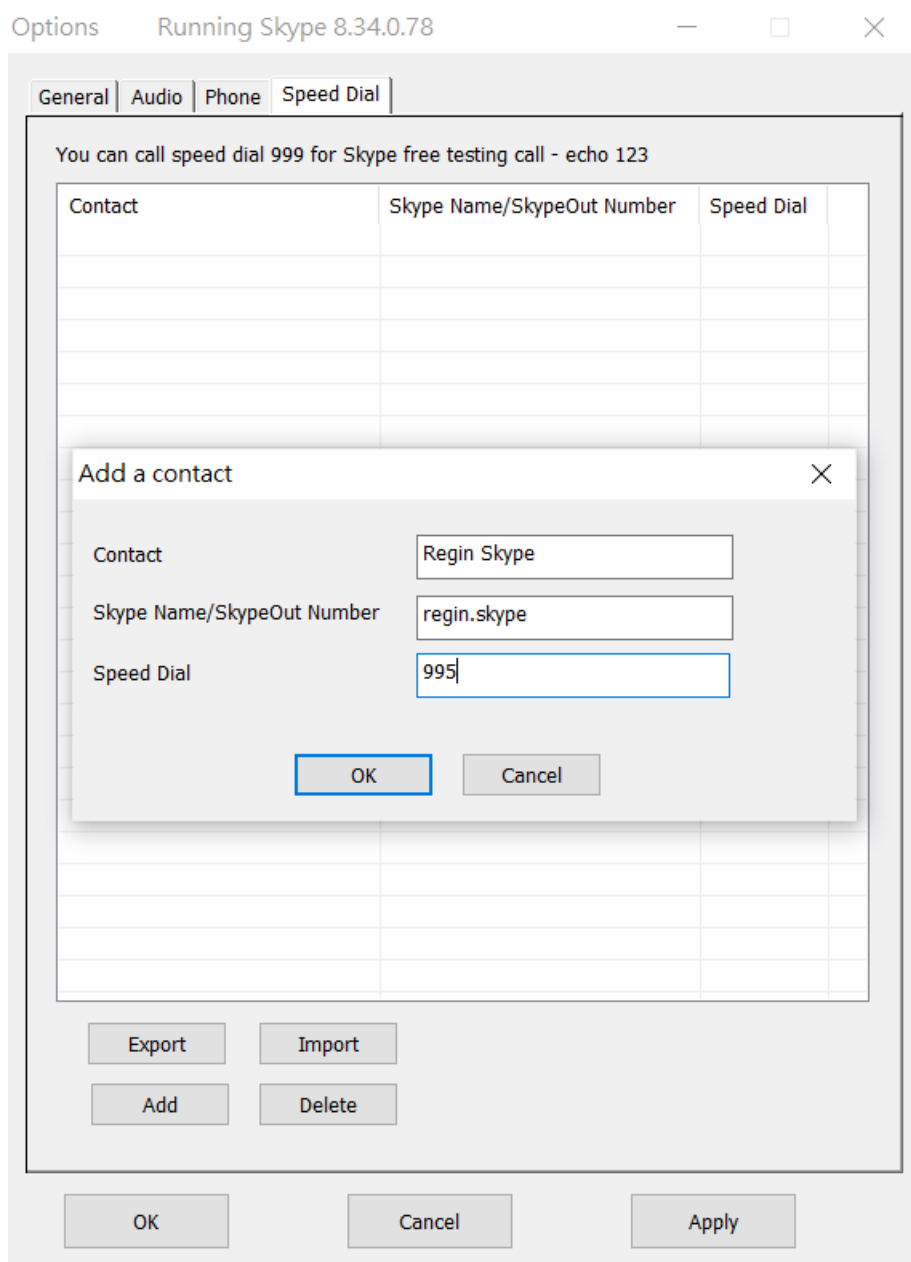 Options Running Skype 8.34.0.78
General Audio Phone Speed Dial
You can call speed dial 999 for Skype free testing call - echo 123
Contact Skype Name/SkypeOut Number Speed Dial
Add a contact
Contact Regin Skype
Skype Name/SkypeOut Number regin.skype
Speed Dial 995
OK Cancel
Export Import
Add Delete
OK Cancel Apply